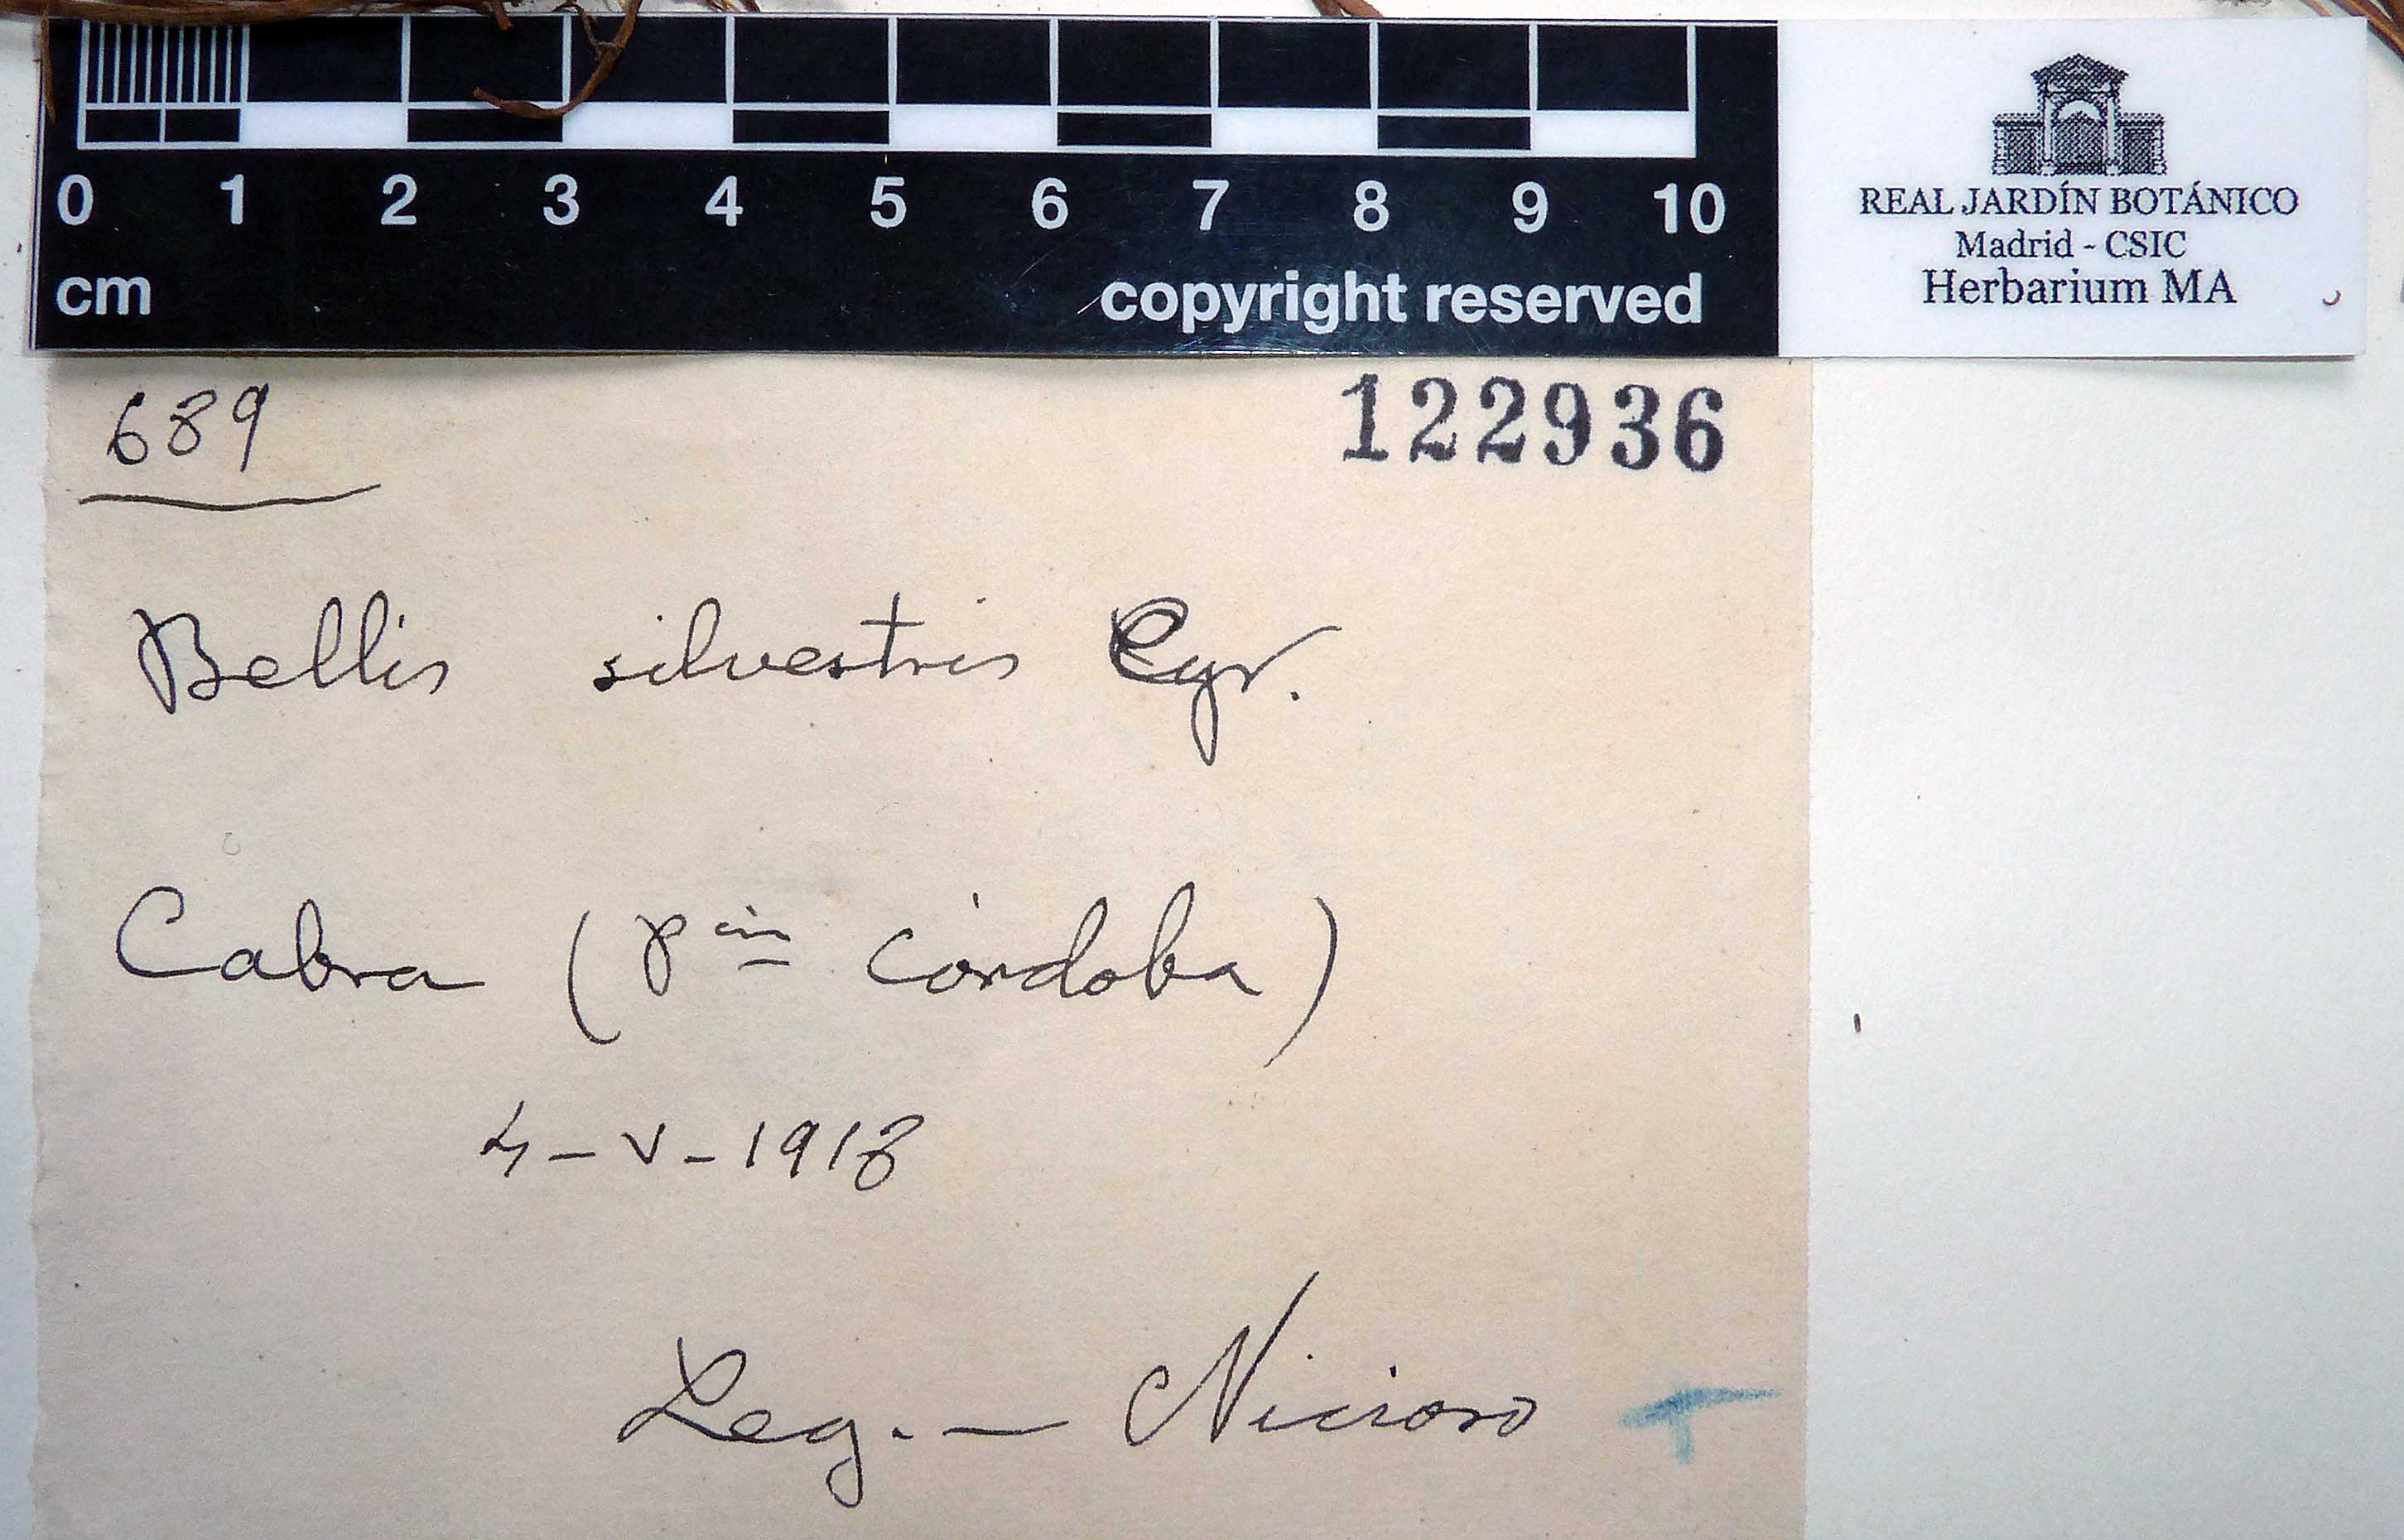 0 1 2 3 4 5 6 7 8 9 10
cm copyright reserved
REAL JARDÍN BOTÁNICO
Madrid - CSIC
Herbarium MA
689
122936
Bellis silvestris Cyr.
Cabra (pcia Córdoba)
4-V-1918
Leg. — Nicioro
T